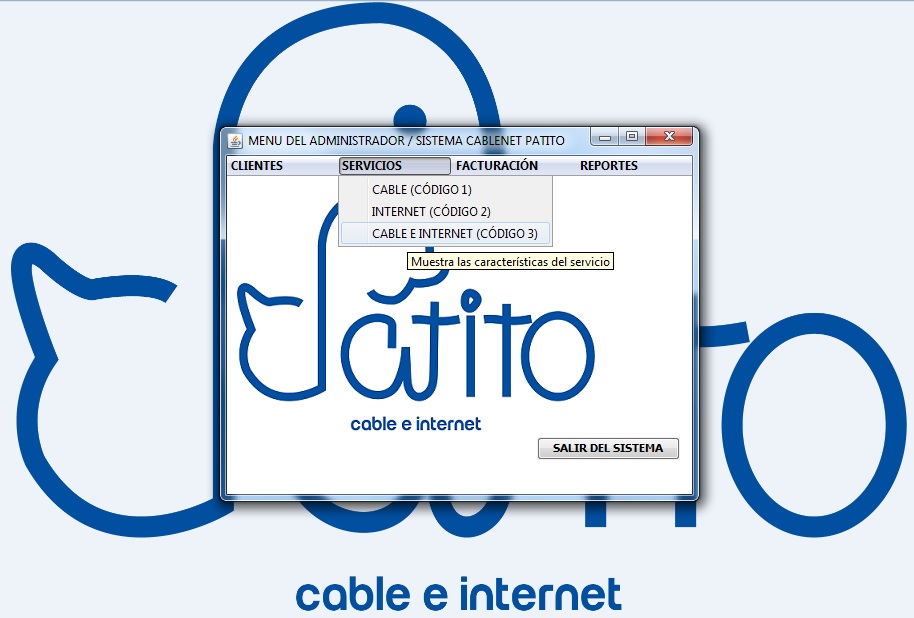 MENU DEL ADMINISTRADOR / SISTEMA CABLENET PATITO
CLIENTES SERVICIOS FACTURACIÓN REPORTES
CABLE (CÓDIGO 1)
INTERNET (CÓDIGO 2)
CABLE E INTERNET (CÓDIGO 3)
Muestra las características del servicio
Patito
cable e internet
SALIR DEL SISTEMA
cable e internet